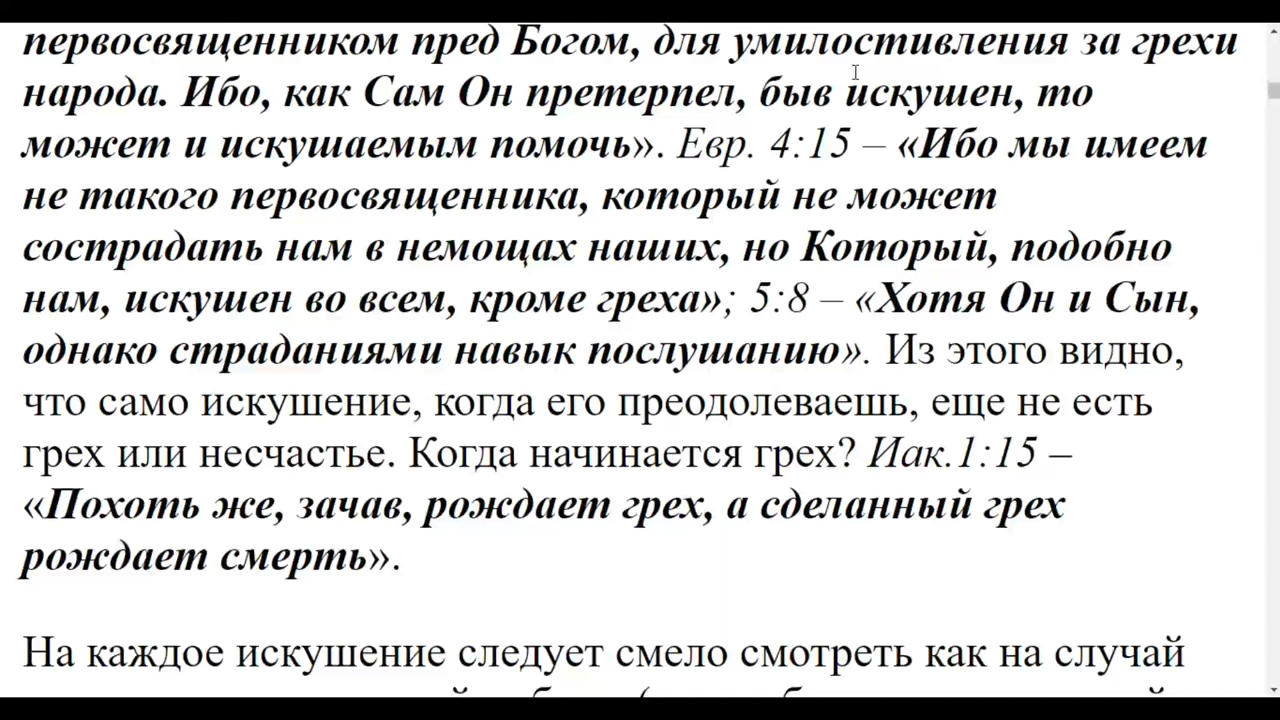 первосвященником пред Богом, для умилостивления за грехи
народа. Ибо, как Сам Он претерпел, быв искушен, то
может и искушаемым помочь». Евр. 4:15 – «Ибо мы имеем
не такого первосвященника, который не может
сострадать нам в немощах наших, но Который, подобно
нам, искушен во всем, кроме греха»; 5:8 – «Хотя Он и Сын,
однако страданиями навык послушанию». Из этого видно,
что само искушение, когда его преодолеваешь, еще не есть
грех или несчастье. Когда начинается грех? Иак.1:15 –
«Похоть же, зачав, рождает грех, а сделанный грех
рождает смерть».
На каждое искушение следует смело смотреть как на случай